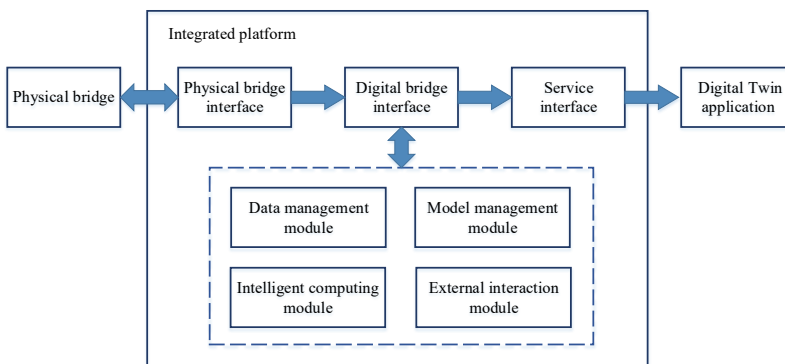 Integrated platform
Physical bridge
Physical bridge
interface
Digital bridge
interface
Service
interface
Digital Twin
application
Data management
module
Model management
module
Intelligent computing
module
External interaction
module